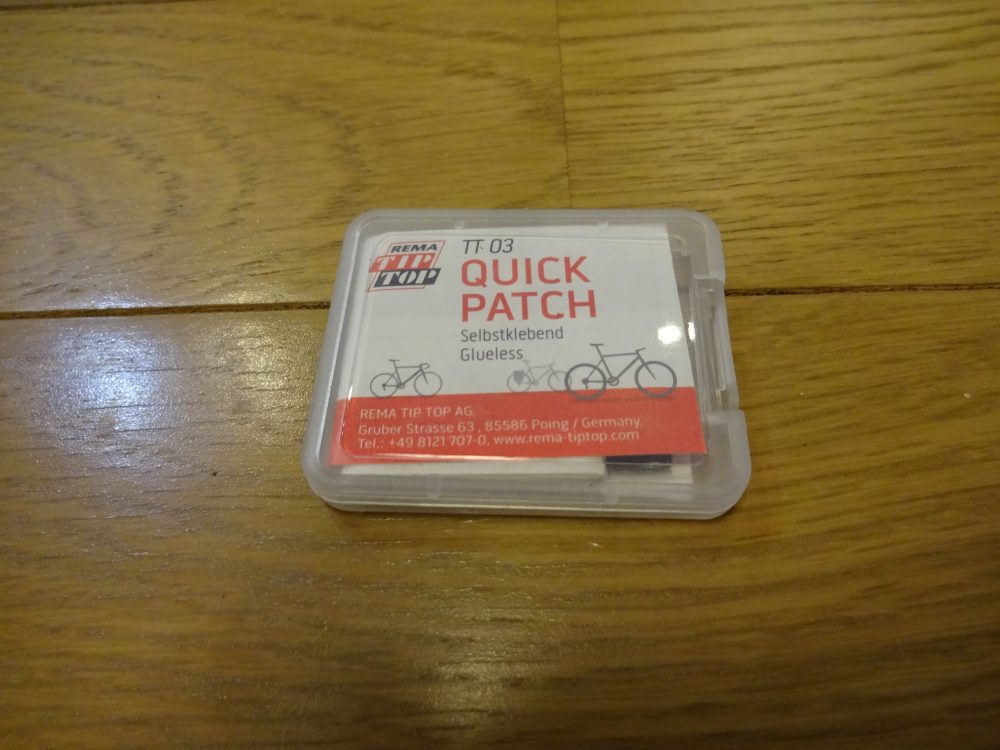 REMA
TIP
TOP
TT 03
QUICK
PATCH
Selbstklebend
Glueless
REMA TIP TOP AG,
Gruber Strasse 63 , 85586 Poing / Germany,
Tel.: +49 8121 707-0, www.rema-tiptop.com